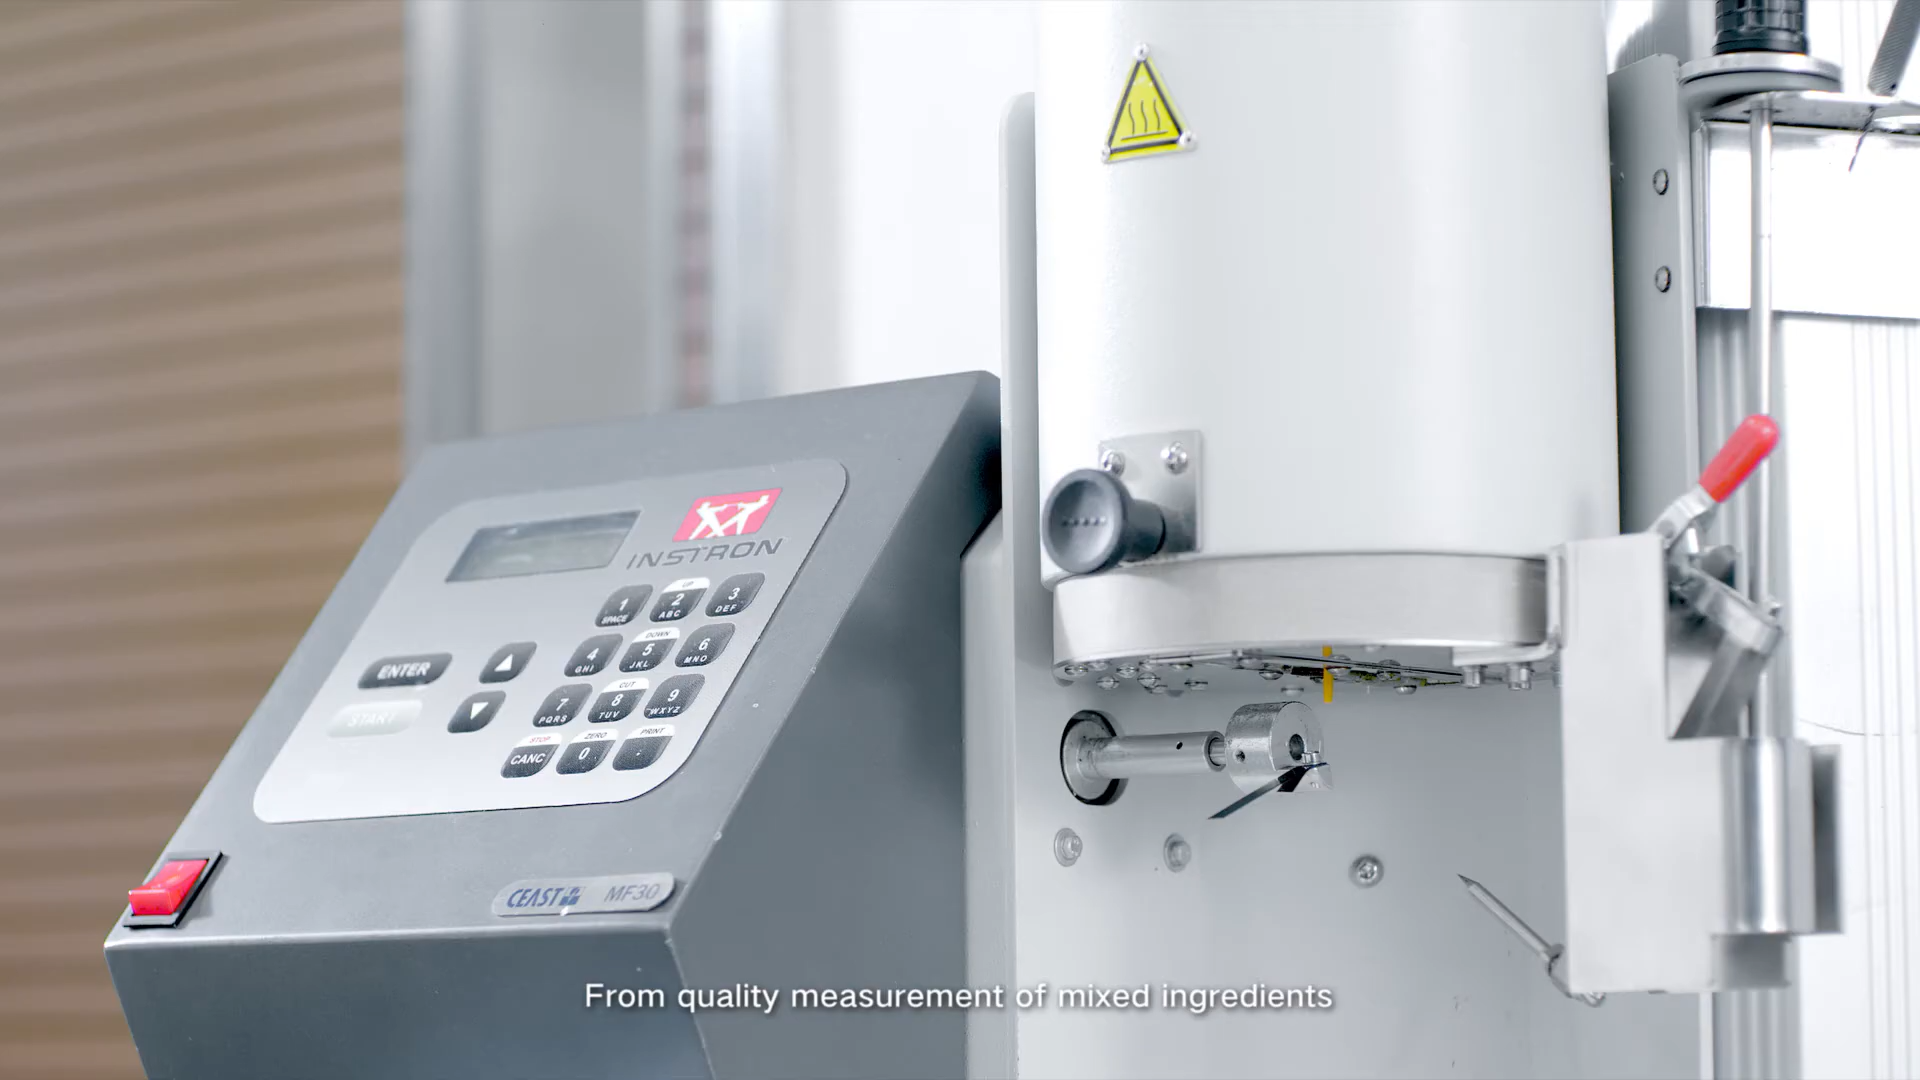 INSTRON
1
SPACE
UP
2
ABC
3
DEF
4
GHI
DOWN
5
JKL
6
MNO
ENTER
7
PQRS
CUT
8
TUV
9
WXYZ
START
STOP
CANC
ZERO
0
PRINT
.
CEAST MF30
From quality measurement of mixed ingredients